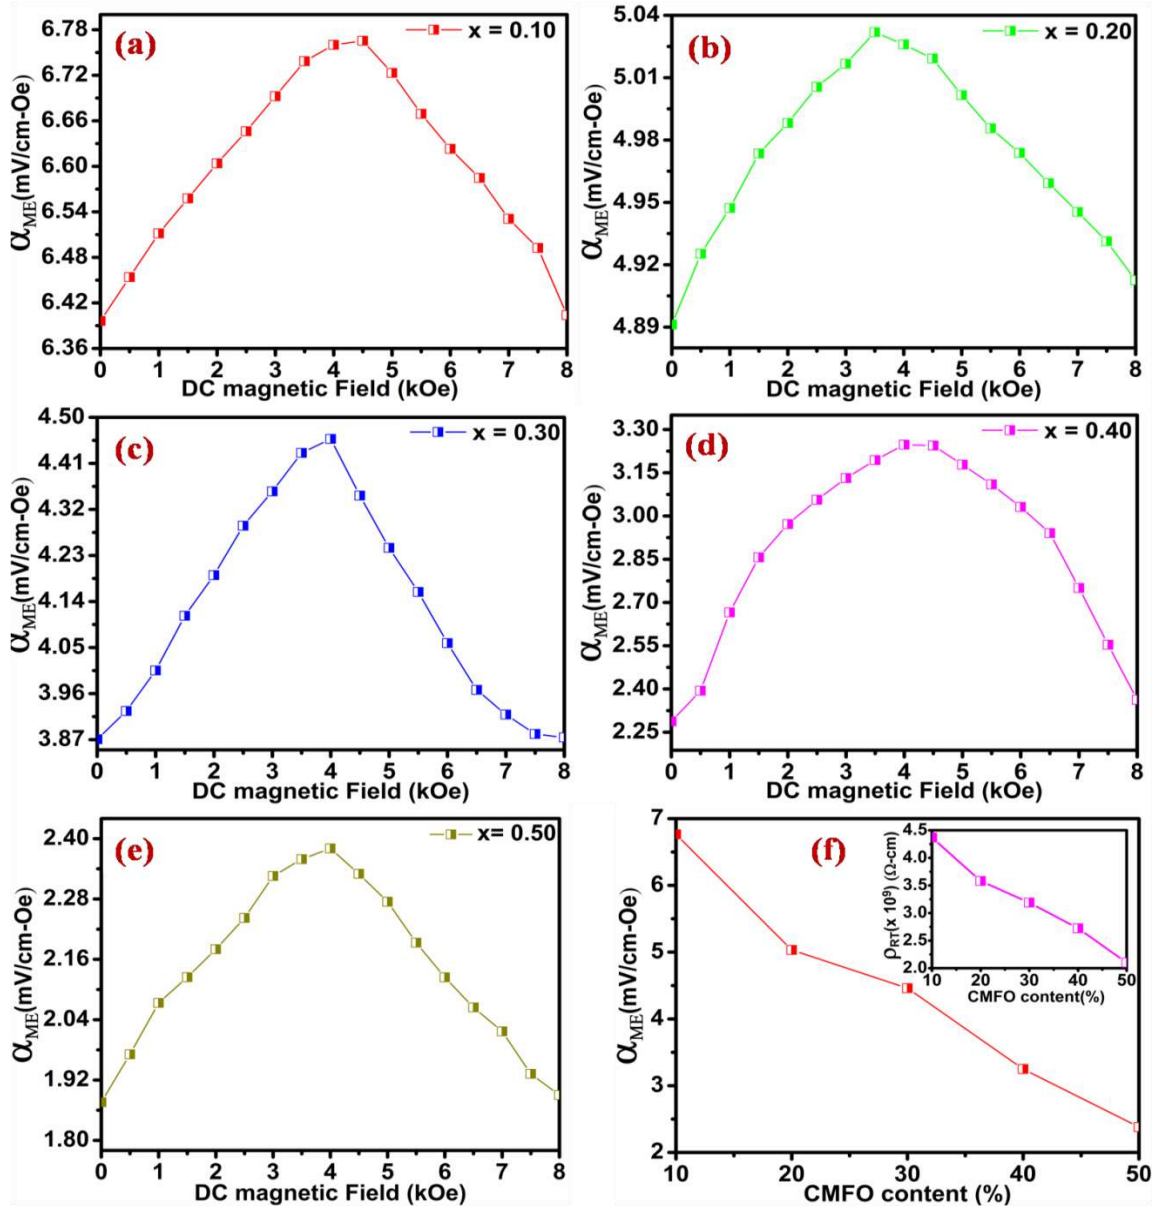 (a)
x = 0.10
6.78
6.72
6.66
6.60
6.54
6.48
6.42
6.36
αME(mV/cm-Oe)
0 1 2 3 4 5 6 7 8
DC magnetic Field (kOe)
(b)
x = 0.20
5.04
5.01
4.98
4.95
4.92
4.89
αME(mV/cm-Oe)
0 1 2 3 4 5 6 7 8
DC magnetic Field (kOe)
(c)
x = 0.30
4.50
4.41
4.32
4.23
4.14
4.05
3.96
3.87
αME(mV/cm-Oe)
0 1 2 3 4 5 6 7 8
DC magnetic Field (kOe)
(d)
x = 0.40
3.30
3.15
3.00
2.85
2.70
2.55
2.40
2.25
αME(mV/cm-Oe)
0 1 2 3 4 5 6 7 8
DC magnetic Field (kOe)
(e)
x= 0.50
2.40
2.28
2.16
2.04
1.92
1.80
αME(mV/cm-Oe)
0 1 2 3 4 5 6 7 8
DC magnetic Field (kOe)
(f)
7
6
5
4
3
2
αME(mV/cm-Oe)
10 20 30 40 50
CMFO content (%)
4.5
4.0
3.5
3.0
2.5
2.0
ρRT(x 10⁹) (Ω-cm)
10 20 30 40 50
CMFO content(%)